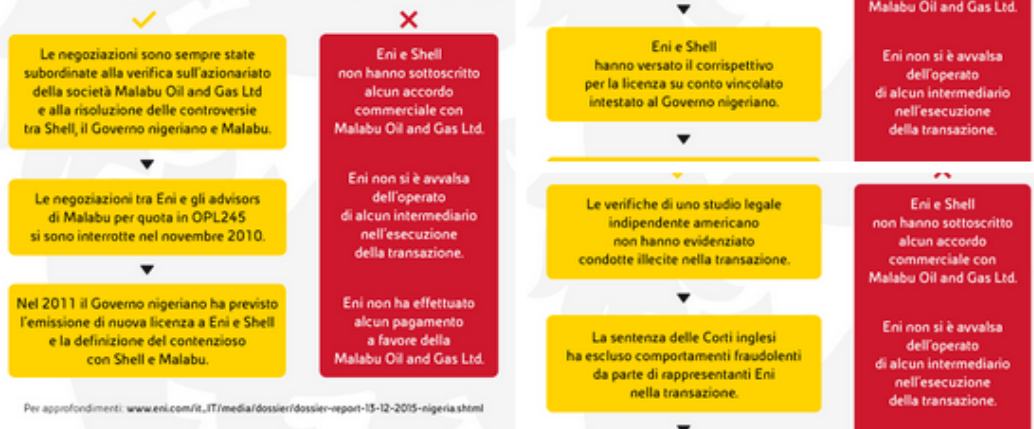 Le negoziazioni sono sempre state
subordinate alla verifica sull'azionariato
della società Malabu Oil and Gas Ltd
e alla risoluzione delle controversie
tra Shell, il Governo nigeriano e Malabu.
Le negoziazioni tra Eni e gli advisors
di Malabu per quota in OPL245
si sono interrotte nel novembre 2010.
Nel 2011 il Governo nigeriano ha previsto
l'emissione di nuova licenza a Eni e Shell
e la definizione del contenzioso
con Shell e Malabu.
Eni e Shell
non hanno sottoscritto
alcun accordo
commerciale con
Malabu Oil and Gas Ltd.
Eni non si è avvalsa
dell'operato
di alcun intermediario
nell'esecuzione
della transazione.
Eni non ha effettuato
alcun pagamento
a favore della
Malabu Oil and Gas Ltd.
Per approfondimenti: www.eni.com/it_IT/media/dossier/dossier-report-13-12-2015-nigeria.shtml
Eni e Shell
hanno versato il corrispettivo
per la licenza su conto vincolato
intestato al Governo nigeriano.
Malabu Oil and Gas Ltd.
Eni non si è avvalsa
dell'operato
di alcun intermediario
nell'esecuzione
della transazione.
Le verifiche di uno studio legale
indipendente americano
non hanno evidenziato
condotte illecite nella transazione.
La sentenza delle Corti inglesi
ha escluso comportamenti fraudolenti
da parte di rappresentanti Eni
nella transazione.
Eni e Shell
non hanno sottoscritto
alcun accordo
commerciale con
Malabu Oil and Gas Ltd.
Eni non si è avvalsa
dell'operato
di alcun intermediario
nell'esecuzione
della transazione.